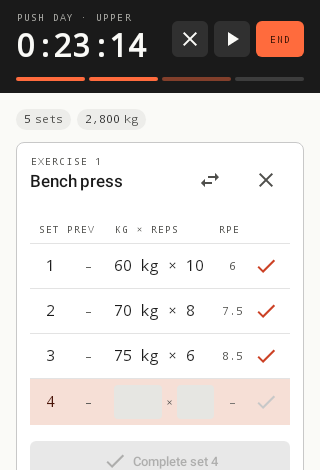 PUSH DAY · UPPER
0:23:14
END
5 sets 2,800 kg
EXERCISE 1
Bench press
SET PREV KG × REPS RPE
1 – 60 kg × 10 6
2 – 70 kg × 8 7.5
3 – 75 kg × 6 8.5
4 – × –
Complete set 4